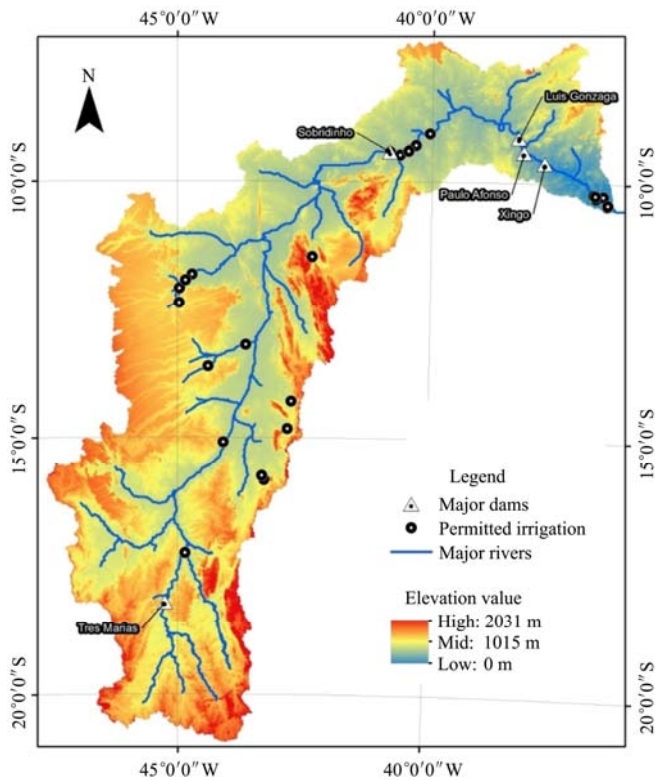 45°0'0"W 40°0'0"W
N
Luis Gonzaga
Sobridinho
10°0'0"S
Paulo Afonso
10°0'0"S
Xingo
15°0'0"S
15°0'0"S
Legend
Major dams
Permitted irrigation
Major rivers
Elevation value
High: 2031 m
Mid: 1015 m
Low: 0 m
Tres Marias
20°0'0"S
20°0'0"S
45°0'0"W 40°0'0"W